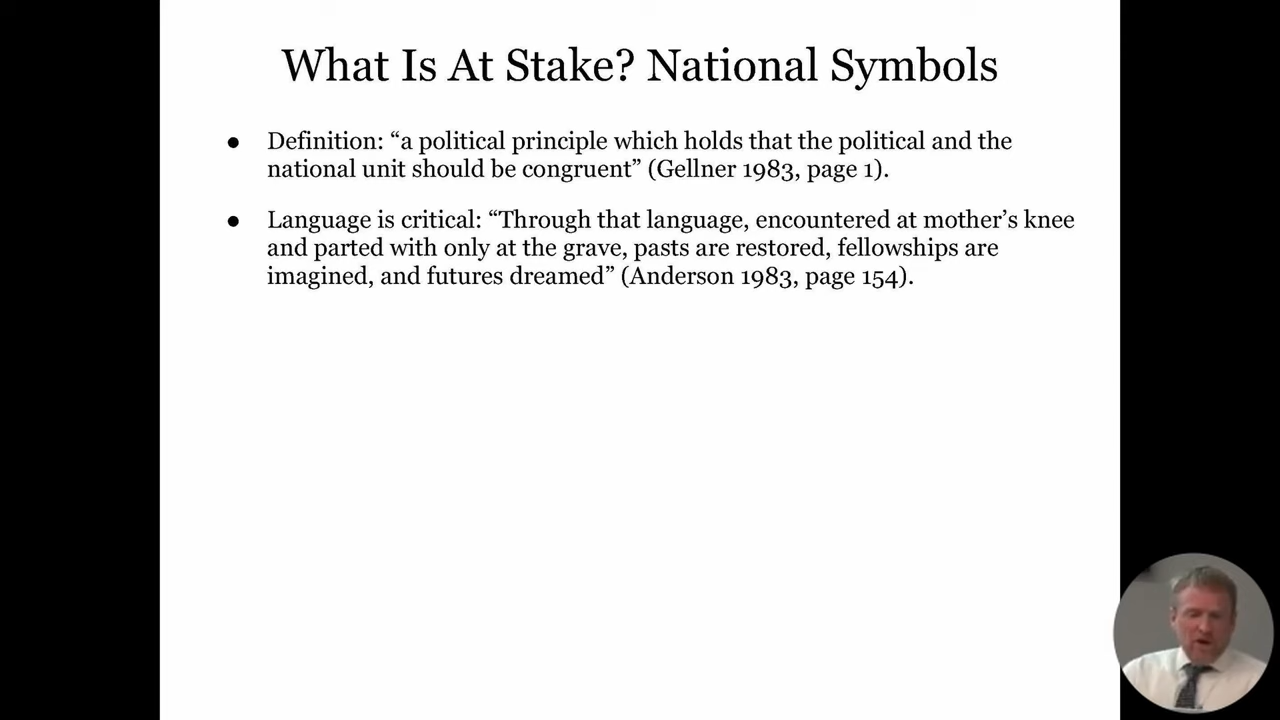 What Is At Stake? National Symbols
● Definition: “a political principle which holds that the political and the
national unit should be congruent” (Gellner 1983, page 1).
● Language is critical: “Through that language, encountered at mother’s knee
and parted with only at the grave, pasts are restored, fellowships are
imagined, and futures dreamed” (Anderson 1983, page 154).